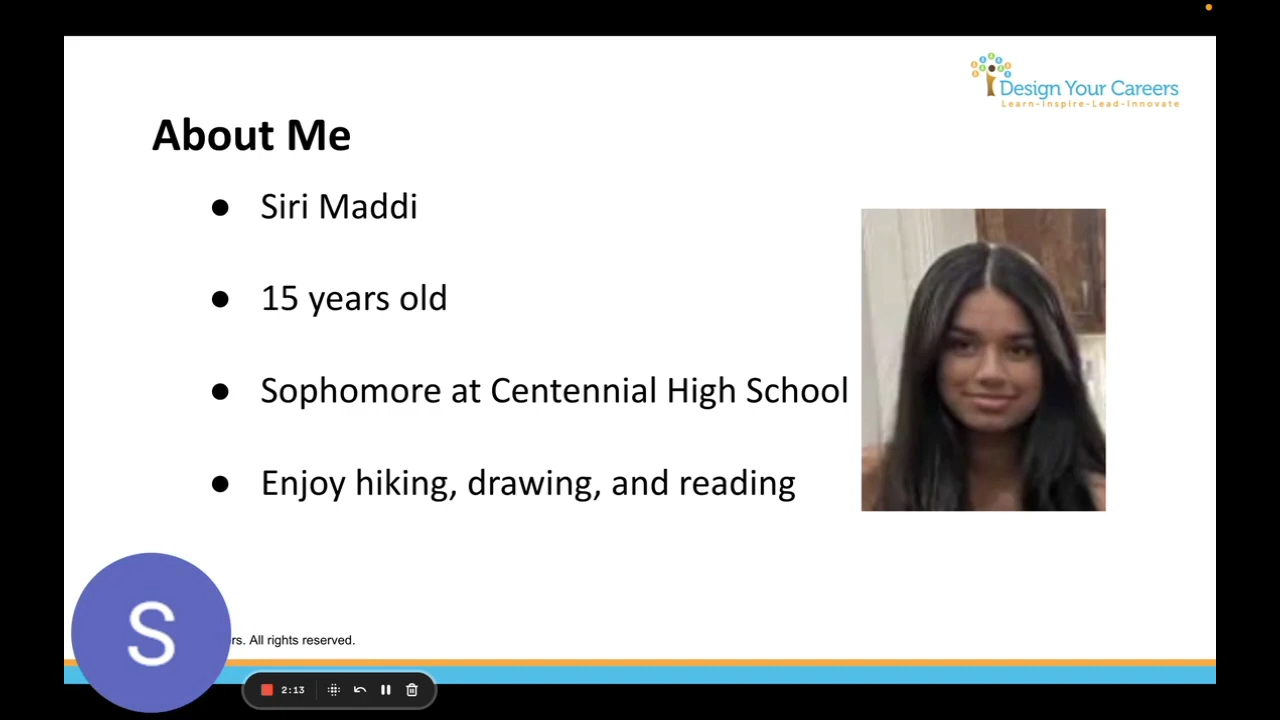 Design Your Careers
Learn-Inspire-Lead-Innovate
About Me
● Siri Maddi
● 15 years old
● Sophomore at Centennial High School
● Enjoy hiking, drawing, and reading
S
rs. All rights reserved.
2:13